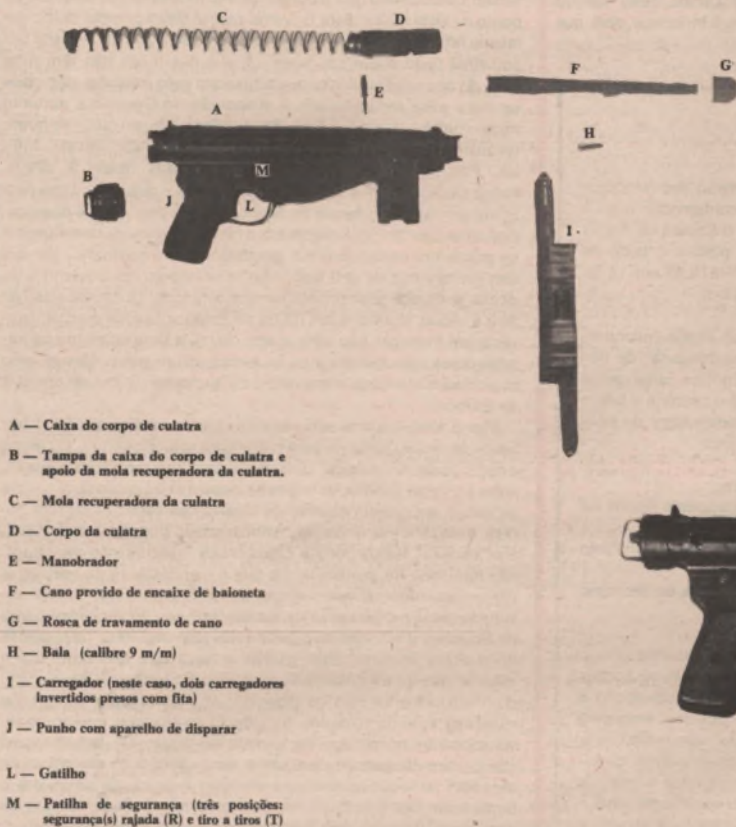 C
D
E
F
G
A
H
B
M
J
L
I
A — Caixa do corpo de culatra
B — Tampa da caixa do corpo de culatra e
apoio da mola recuperadora da culatra.
C — Mola recuperadora da culatra
D — Corpo da culatra
E — Manobrador
F — Cano provido de encaixe de baioneta
G — Rosca de travamento de cano
H — Bala (calibre 9 m/m)
I — Carregador (neste caso, dois carregadores
invertidos presos com fita)
J — Punho com aparelho de disparar
L — Gatilho
M — Patilha de segurança (três posições:
segurança(s) rajada (R) e tiro a tiros (T)